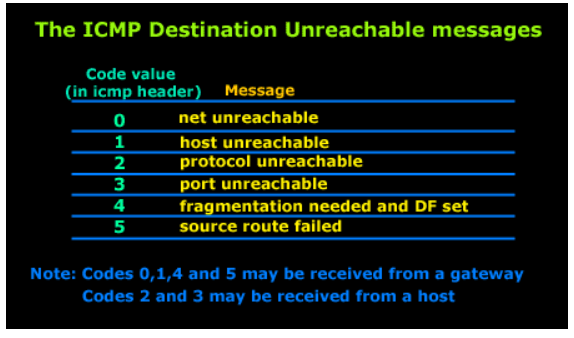 The ICMP Destination Unreachable messages
Code value
(in icmp header) Message
0 net unreachable
1 host unreachable
2 protocol unreachable
3 port unreachable
4 fragmentation needed and DF set
5 source route failed
Note: Codes 0,1,4 and 5 may be received from a gateway
Codes 2 and 3 may be received from a host